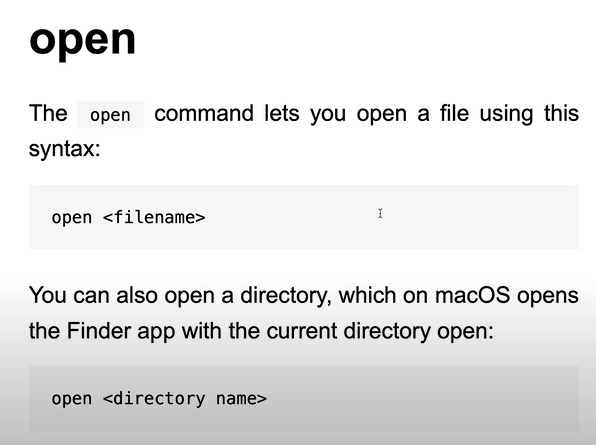 open
The open command lets you open a file using this
syntax:
open <filename>
You can also open a directory, which on macOS opens
the Finder app with the current directory open:
open <directory name>